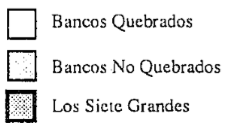 Bancos Quebrados
Bancos No Quebrados
Los Siete Grandes